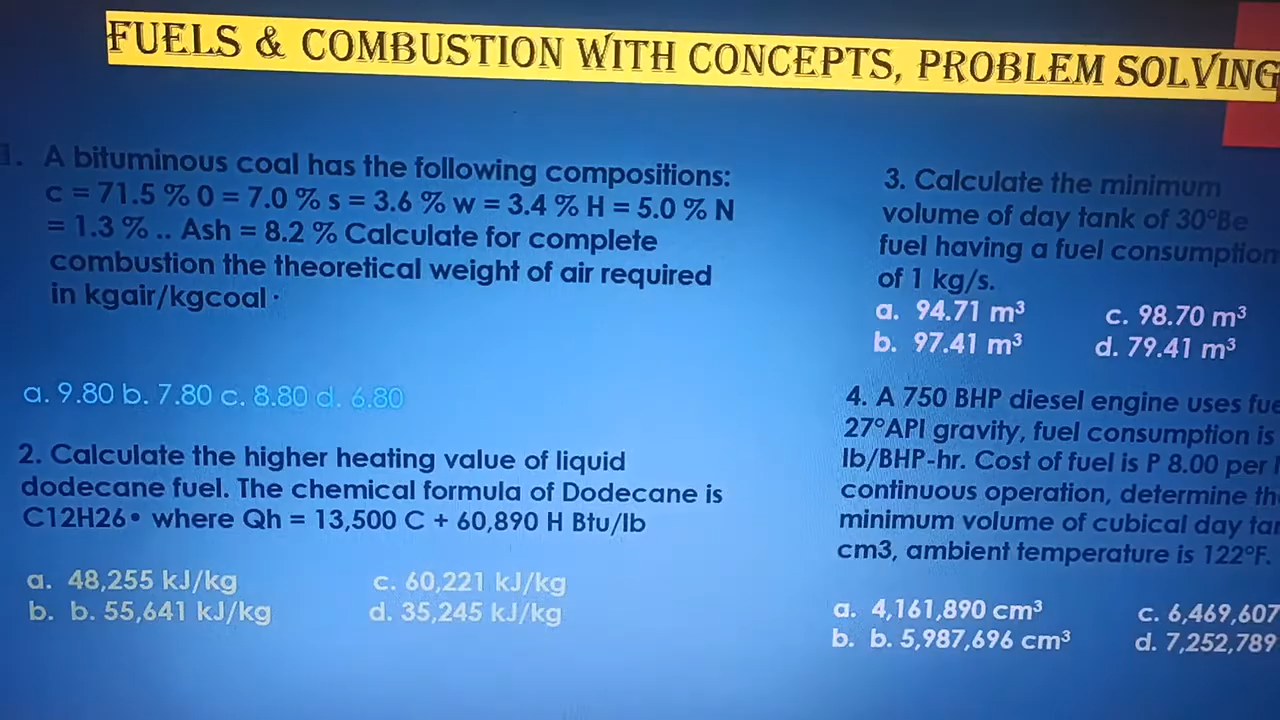 FUELS & COMBUSTION WITH CONCEPTS, PROBLEM SOLVING
1. A bituminous coal has the following compositions:
c = 71.5 % 0 = 7.0 % s = 3.6 % w = 3.4 % H = 5.0 % N
= 1.3 % .. Ash = 8.2 % Calculate for complete
combustion the theoretical weight of air required
in kgair/kgcoal ·
a. 9.80 b. 7.80 c. 8.80 d. 6.80
2. Calculate the higher heating value of liquid
dodecane fuel. The chemical formula of Dodecane is
C12H26• where Qh = 13,500 C + 60,890 H Btu/lb
a. 48,255 kJ/kg c. 60,221 kJ/kg
b. b. 55,641 kJ/kg d. 35,245 kJ/kg
3. Calculate the minimum
volume of day tank of 30°Be
fuel having a fuel consumption
of 1 kg/s.
a. 94.71 m³ c. 98.70 m³
b. 97.41 m³ d. 79.41 m³
4. A 750 BHP diesel engine uses
27°API gravity, fuel consumption is
lb/BHP-hr. Cost of fuel is P 8.00 per
continuous operation, determine
minimum volume of cubical day
cm3, ambient temperature is 122°F.
a. 4,161,890 cm³ c. 6,469,607
b. b. 5,987,696 cm³ d. 7,252,789